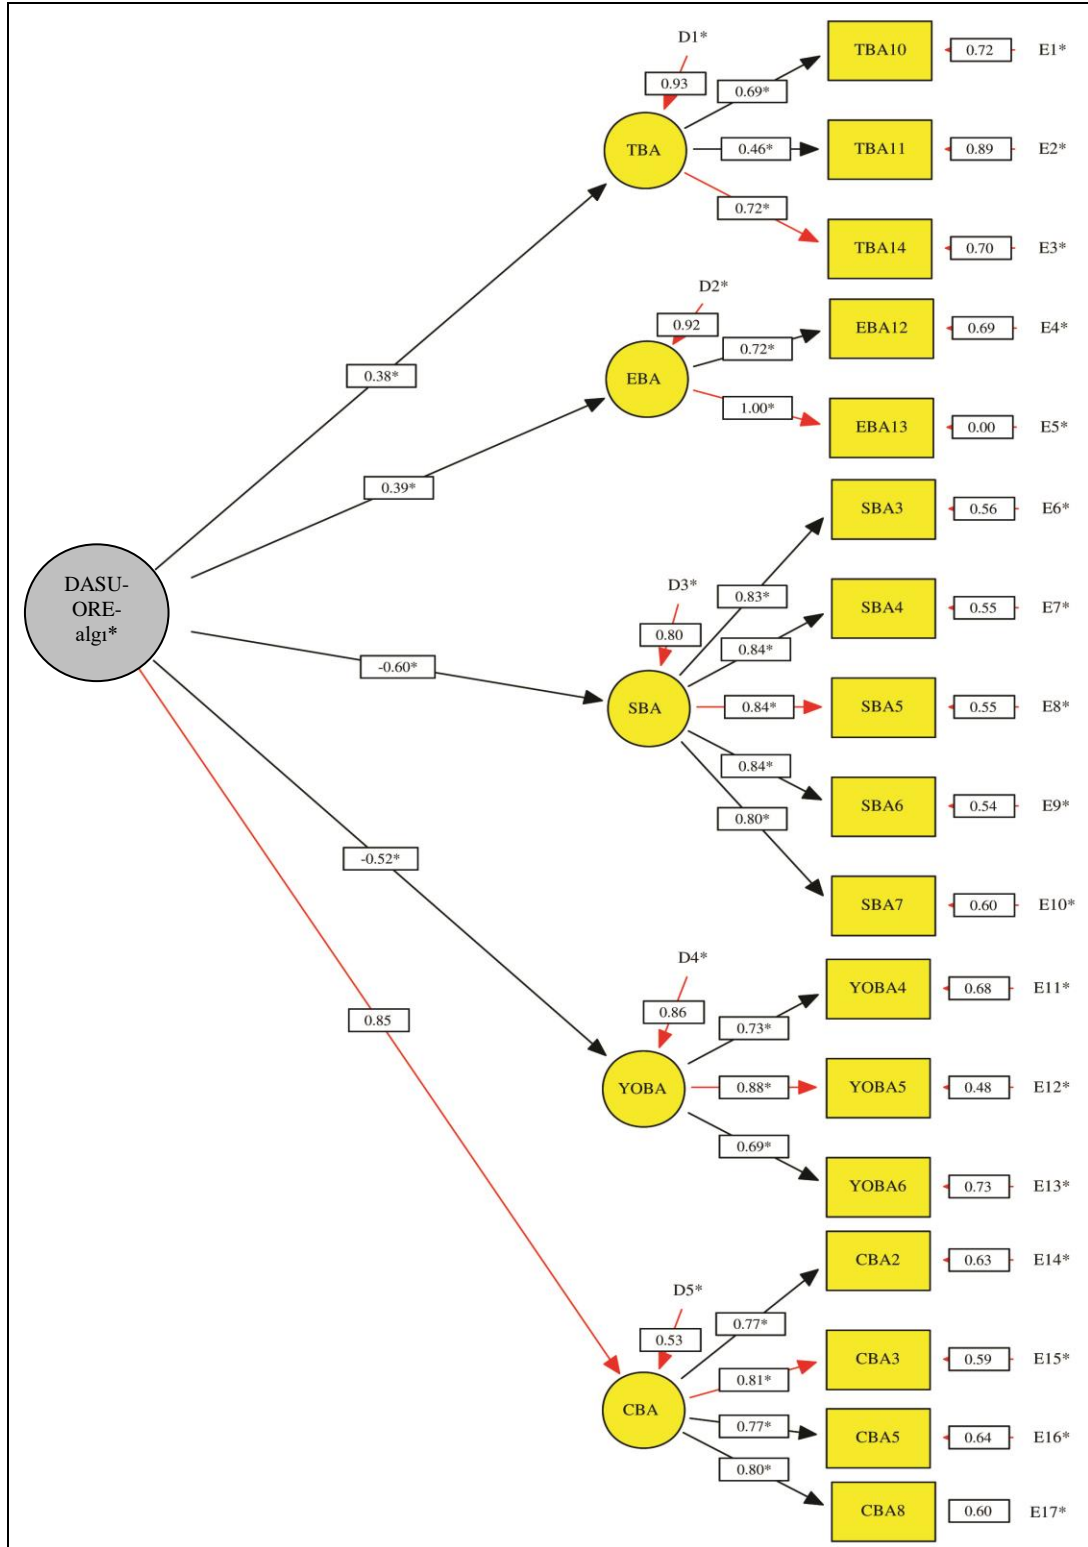 D1*
0.93
TBA
0.69*
TBA10
0.72
E1*
0.46*
TBA11
0.89
E2*
0.72*
TBA14
0.70
E3*
D2*
0.92
EBA
0.72*
EBA12
0.69
E4*
1.00*
EBA13
0.00
E5*
0.38*
0.39*
DASU-
ORE-
algı*
-0.60*
-0.52*
0.85
D3*
0.80
SBA
0.83*
SBA3
0.56
E6*
0.84*
SBA4
0.55
E7*
0.84*
SBA5
0.55
E8*
0.84*
SBA6
0.54
E9*
0.80*
SBA7
0.60
E10*
D4*
0.86
YOBA
0.73*
YOBA4
0.68
E11*
0.88*
YOBA5
0.48
E12*
0.69*
YOBA6
0.73
E13*
D5*
0.53
CBA
0.77*
CBA2
0.63
E14*
0.81*
CBA3
0.59
E15*
0.77*
CBA5
0.64
E16*
0.80*
CBA8
0.60
E17*